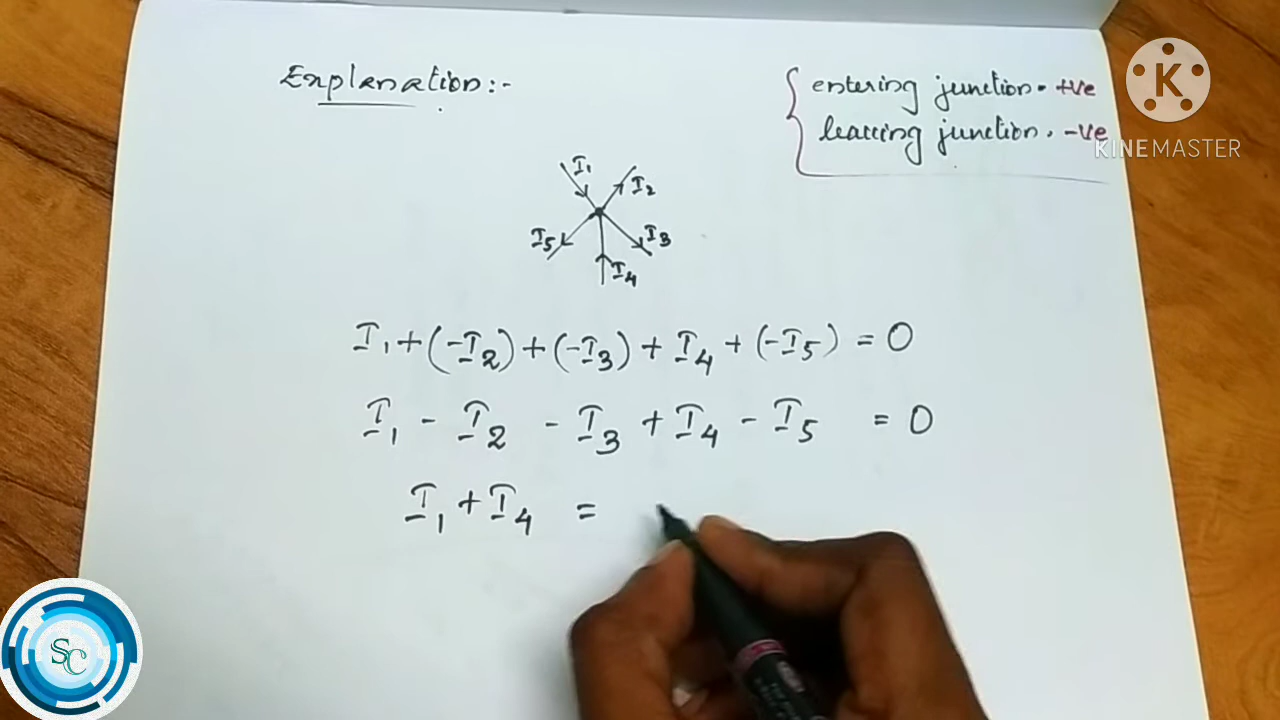 Explanation:-
entering junction - +ve
leaving junction - -ve
KINEMASTER
K
I₁
I₂
I₅
I₃
I₄
I₁ + (-I₂) + (-I₃) + I₄ + (-I₅) = 0
I₁ - I₂ - I₃ + I₄ - I₅ = 0
I₁ + I₄ =
SC